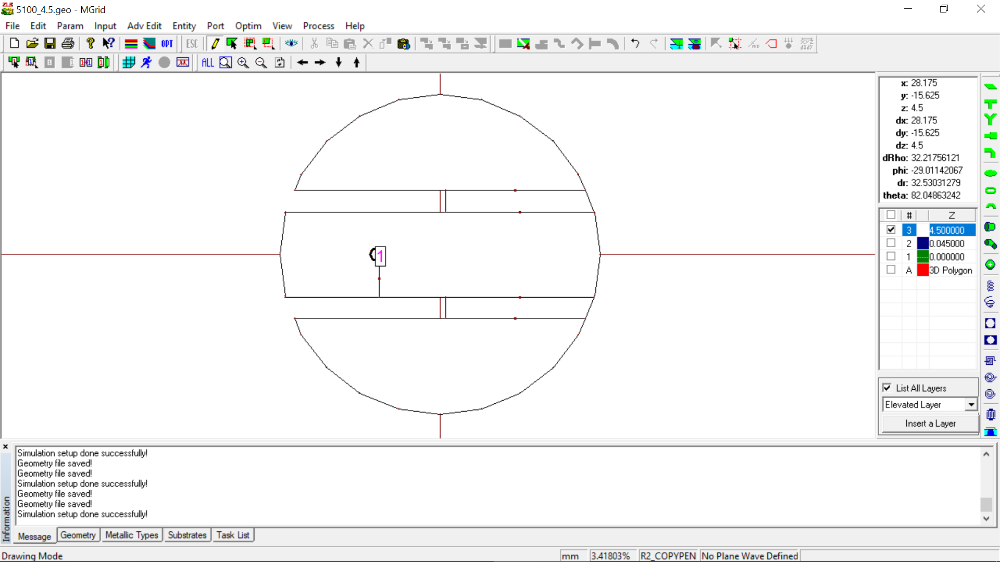 5100_4.5.geo - MGrid
File Edit Param Input Adv Edit Entity Port Optim View Process Help
OPT ESC
ALL
x: 28.175
y: -15.625
z: 4.5
dx: 28.175
dy: -15.625
dz: 4.5
dRho: 32.21756121
phi: -29.01142067
dr: 32.53031279
theta: 82.04863242
# Z
3 4.500000
2 0.045000
1 0.000000
A 3D Polygon
1
List All Layers
Elevated Layer
Insert a Layer
Simulation setup done successfully!
Geometry file saved!
Geometry file saved!
Simulation setup done successfully!
Geometry file saved!
Geometry file saved!
Simulation setup done successfully!
Information
Message Geometry Metallic Types Substrates Task List
Drawing Mode mm 3.41803% R2_COPYPEN No Plane Wave Defined